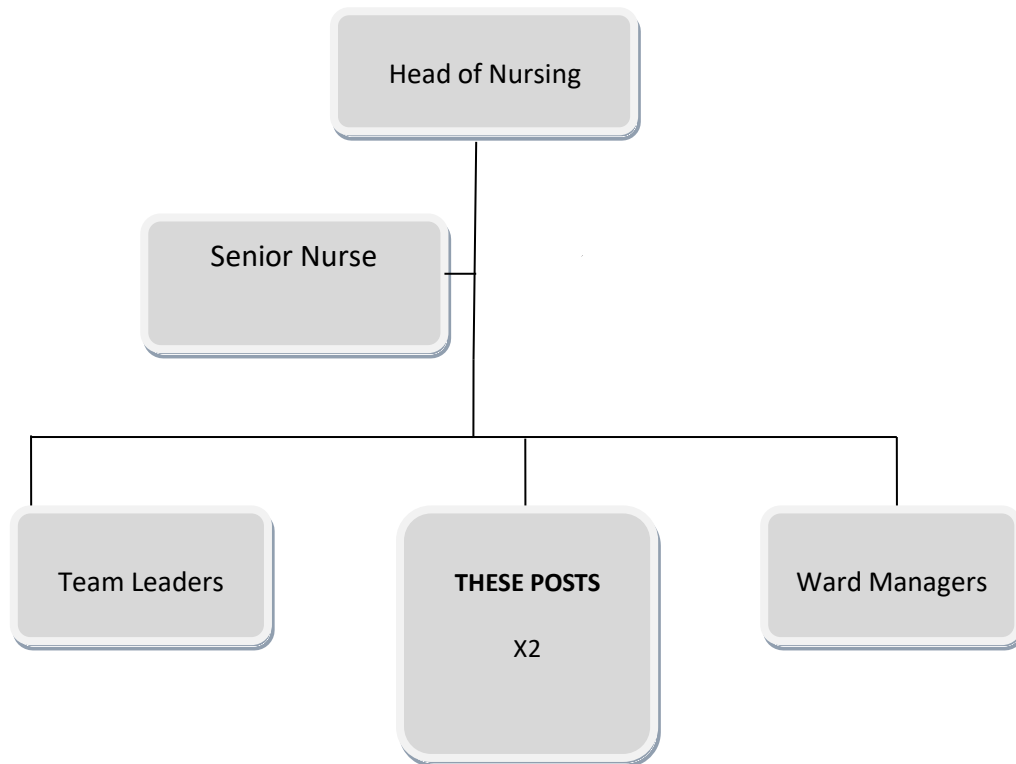 Head of Nursing
Senior Nurse
Team Leaders
THESE POSTS
X2
Ward Managers